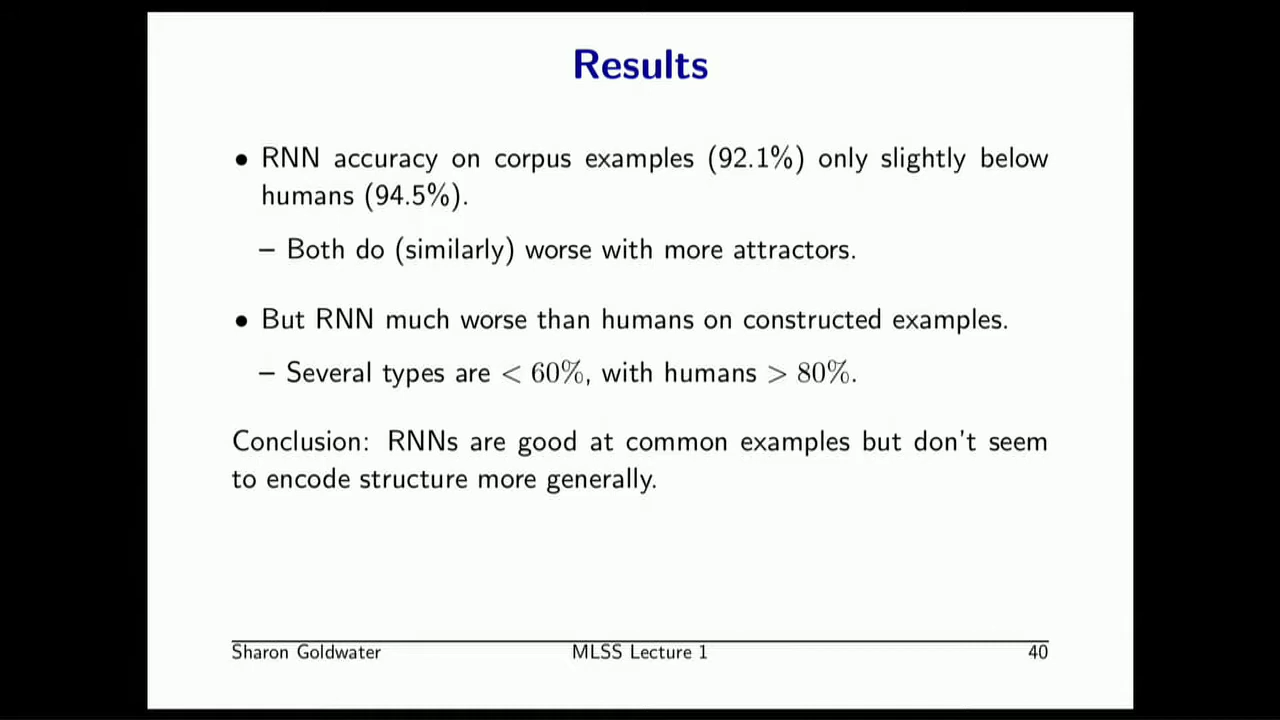 Results
• RNN accuracy on corpus examples (92.1%) only slightly below
humans (94.5%).
– Both do (similarly) worse with more attractors.
• But RNN much worse than humans on constructed examples.
– Several types are < 60%, with humans > 80%.
Conclusion: RNNs are good at common examples but don't seem
to encode structure more generally.
Sharon Goldwater MLSS Lecture 1 40